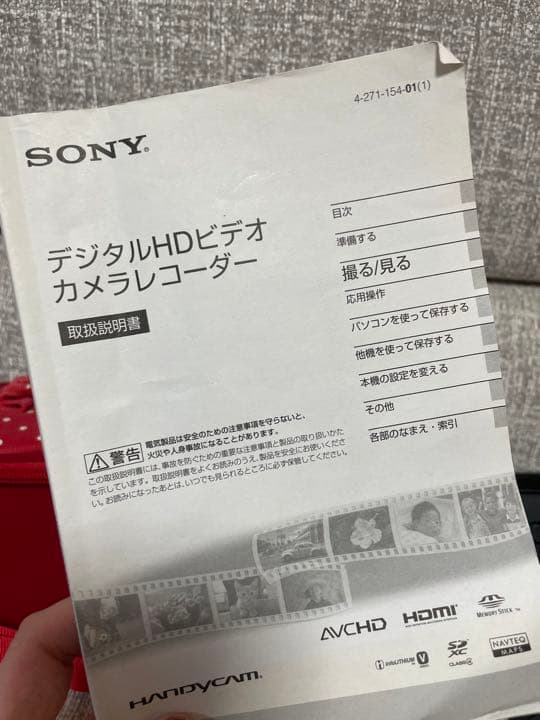 4-271-154-01(1)
SONY®
デジタルHDビデオ
カメラレコーダー
取扱説明書
目次
準備する
撮る/見る
応用操作
パソコンを使って保存する
他機を使って保存する
本機の設定を変える
その他
各部のなまえ・索引
警告
電気製品は安全のための注意事項を守らないと、
火災や人身事故になることがあります。
この取扱説明書には、事故を防ぐための重要な注意事項と製品の取り扱いかた
を示しています。取扱説明書をよくお読みのうえ、製品を安全にお使いくださ
い。お読みになったあとは、いつでも見られるところに必ず保管してください。
AVCHD
HDMI
MEMORY STICK™
InfoLITHIUM V
SD XC
CLASS 4
NAVTEQ
MAPS
HANDYCAM®